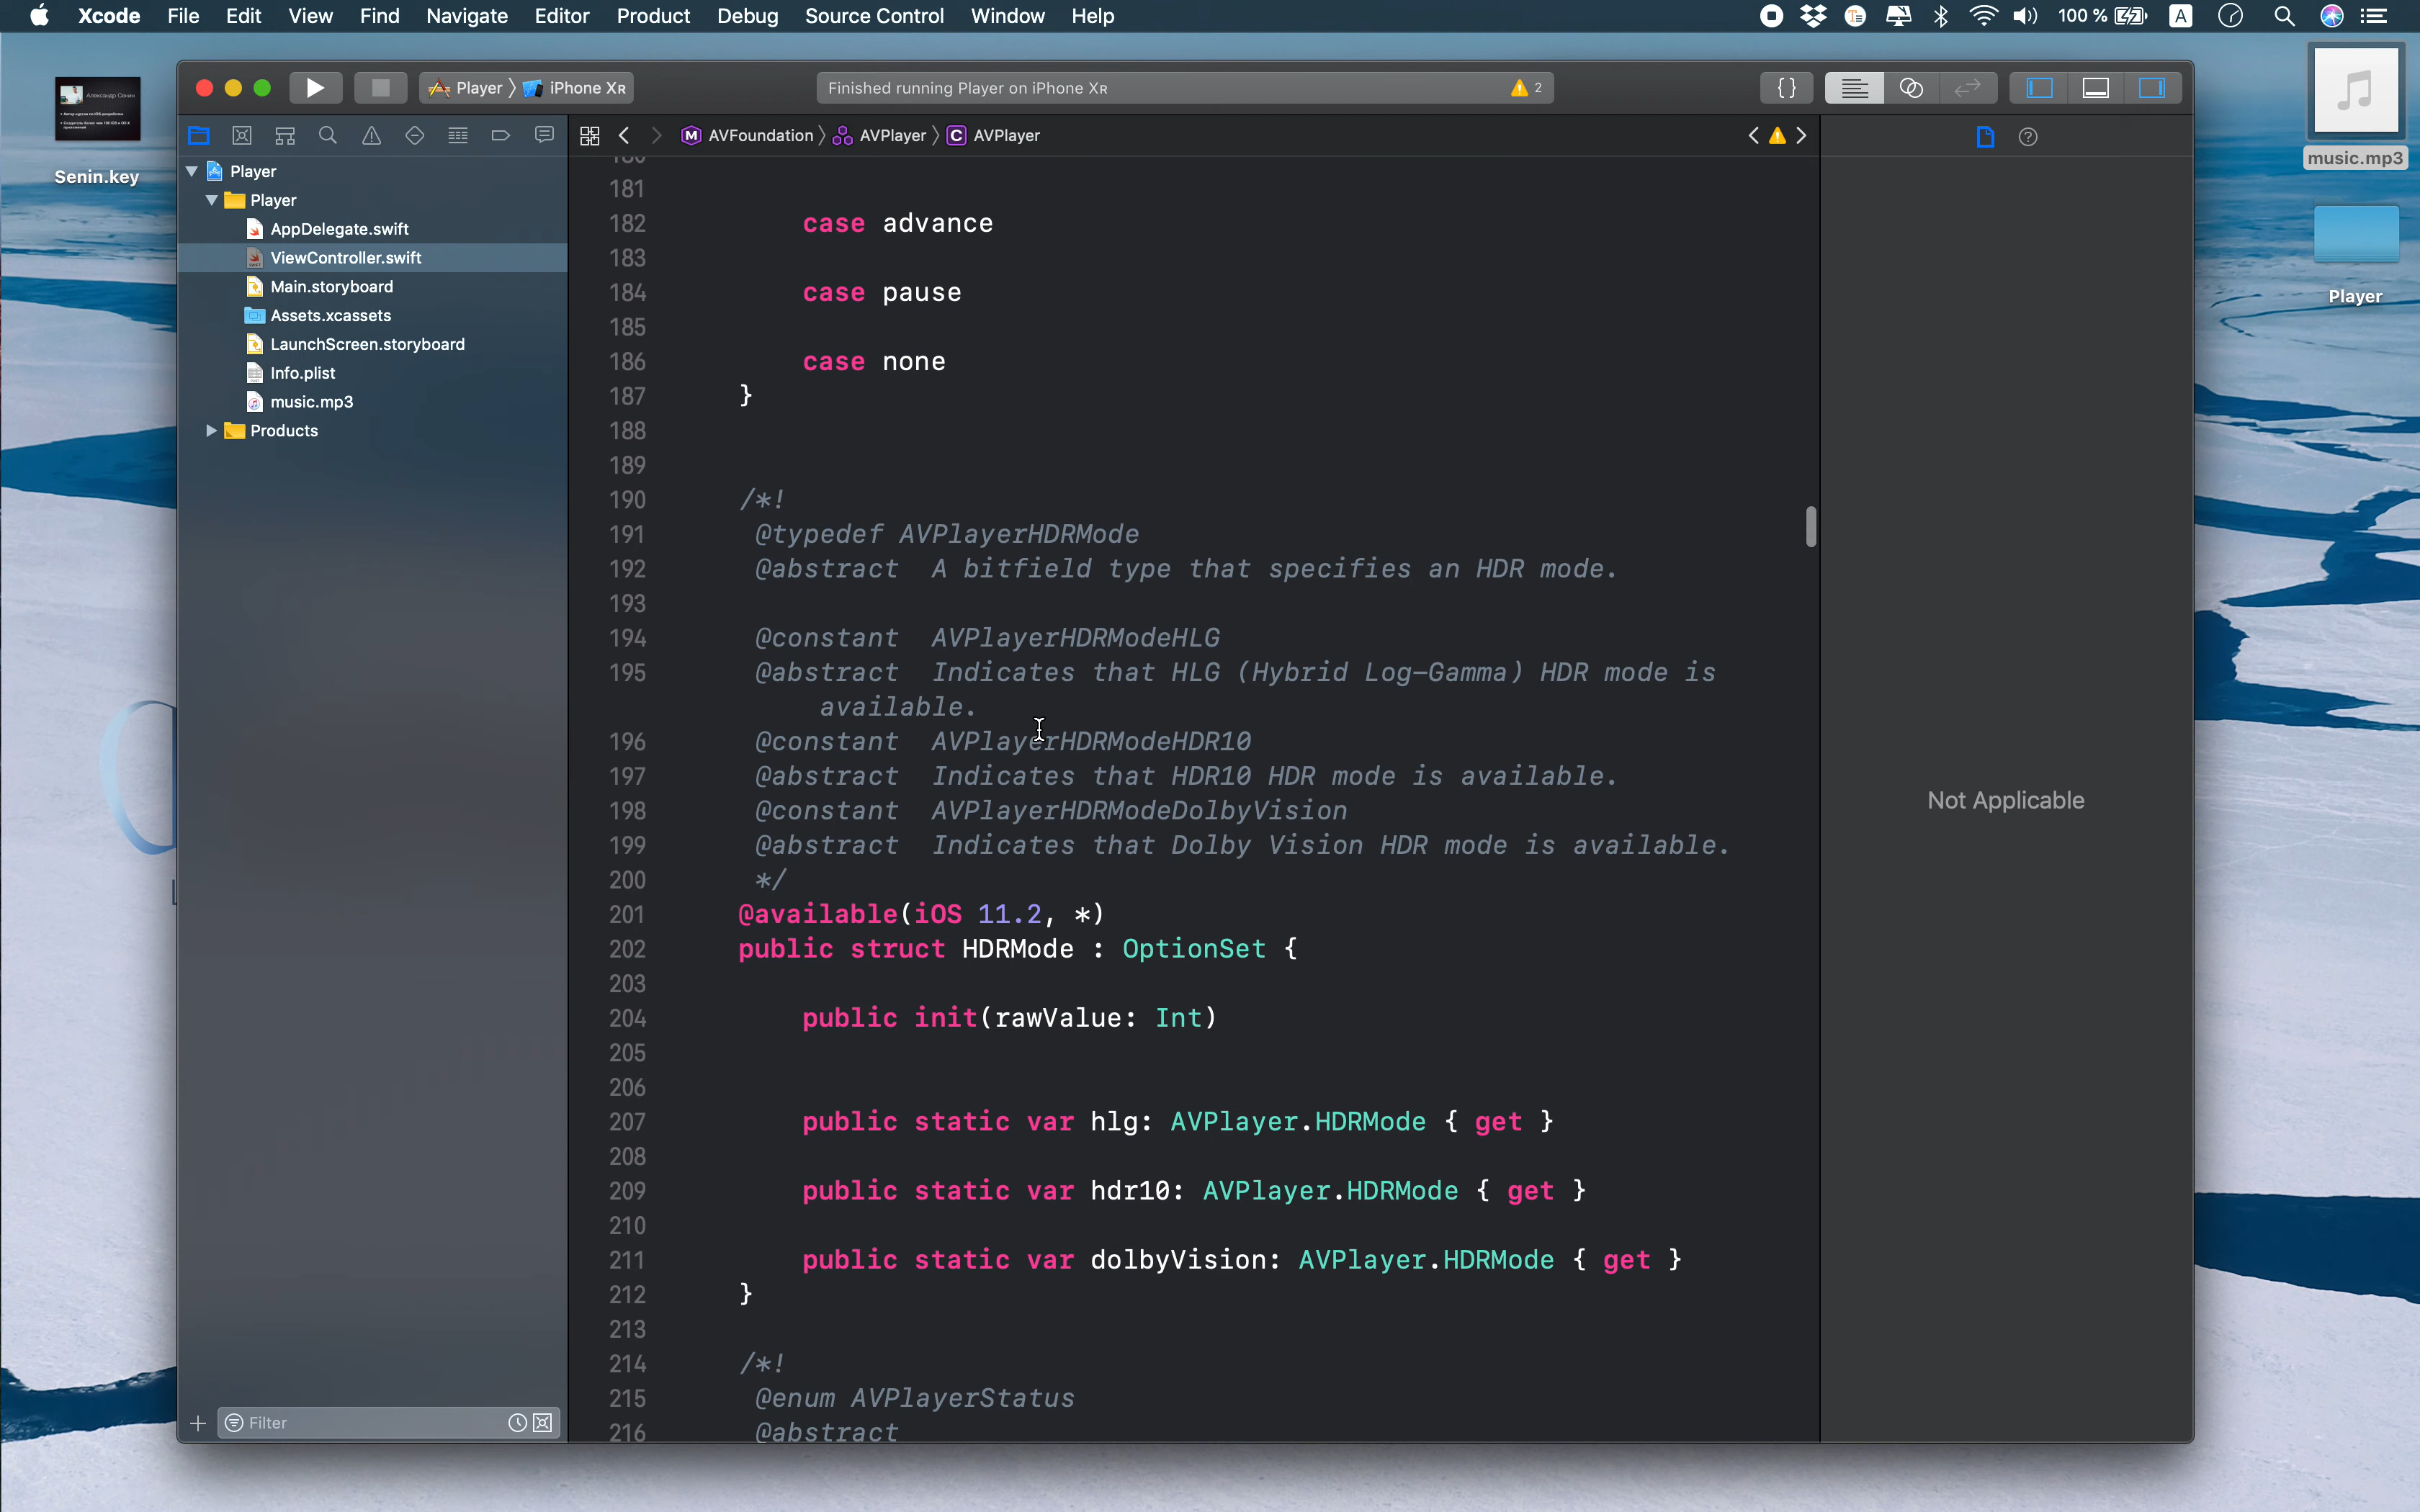 Xcode File Edit View Find Navigate Editor Product Debug Source Control Window Help 100 % A
Senin.key
music.mp3
Player
Player 〉 iPhone XR
Finished running Player on iPhone XR
2
{}
AVFoundation 〉 AVPlayer 〉 C AVPlayer
Player
Player
AppDelegate.swift
ViewController.swift
Main.storyboard
Assets.xcassets
LaunchScreen.storyboard
Info.plist
music.mp3
Products
Filter
181
182 case advance
183
184 case pause
185
186 case none
187 }
188
189
190 /*!
191 @typedef AVPlayerHDRMode
192 @abstract A bitfield type that specifies an HDR mode.
193
194 @constant AVPlayerHDRModeHLG
195 @abstract Indicates that HLG (Hybrid Log-Gamma) HDR mode is
available.
196 @constant AVPlayerHDRModeHDR10
197 @abstract Indicates that HDR10 HDR mode is available.
198 @constant AVPlayerHDRModeDolbyVision
199 @abstract Indicates that Dolby Vision HDR mode is available.
200 */
201 @available(iOS 11.2, *)
202 public struct HDRMode : OptionSet {
203
204 public init(rawValue: Int)
205
206
207 public static var hlg: AVPlayer.HDRMode { get }
208
209 public static var hdr10: AVPlayer.HDRMode { get }
210
211 public static var dolbyVision: AVPlayer.HDRMode { get }
212 }
213
214 /*!
215 @enum AVPlayerStatus
216 @abstract
Not Applicable